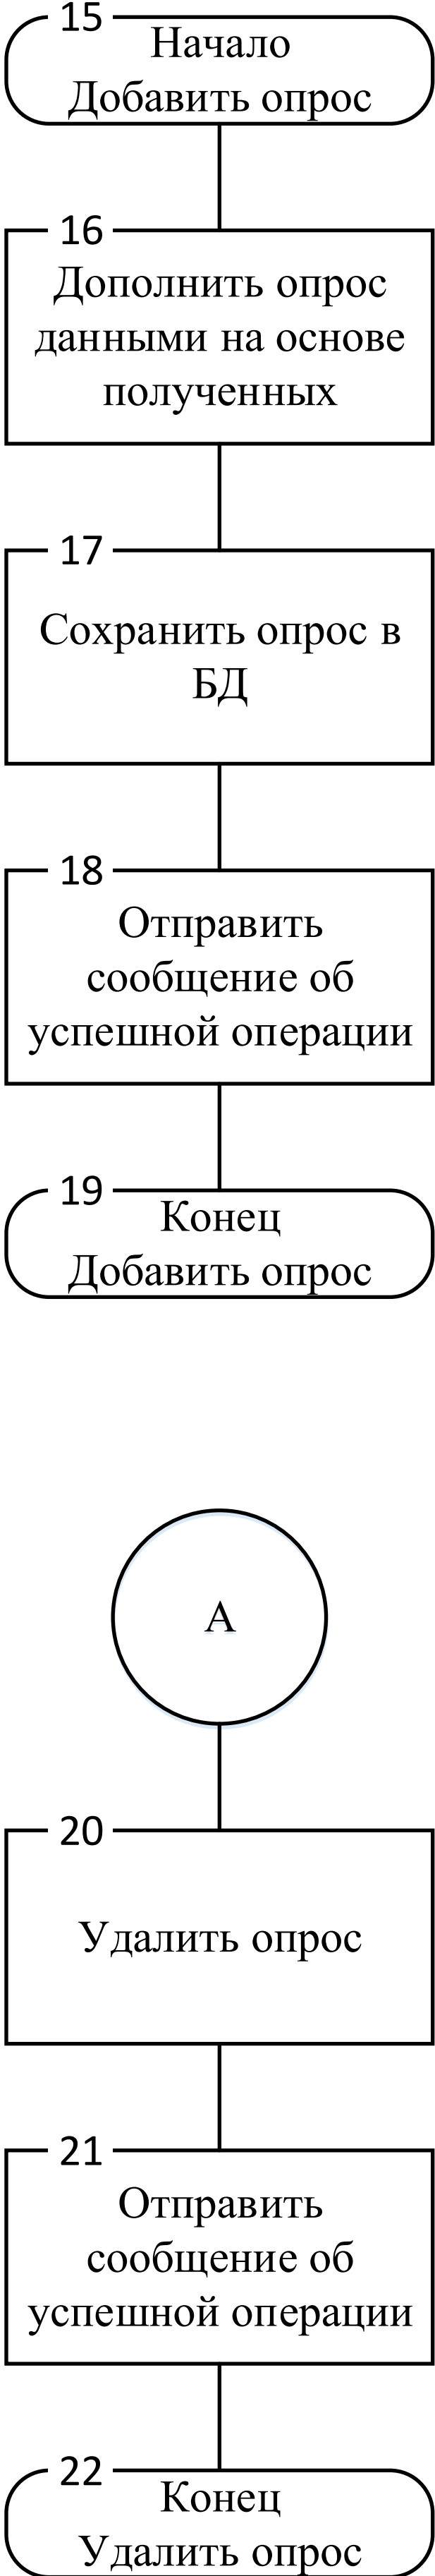 15
Начало
Добавить опрос
16
Дополнить опрос
данными на основе
полученных
17
Сохранить опрос в
БД
18
Отправить
сообщение об
успешной операции
19
Конец
Добавить опрос
А
20
Удалить опрос
21
Отправить
сообщение об
успешной операции
22
Конец
Удалить опрос